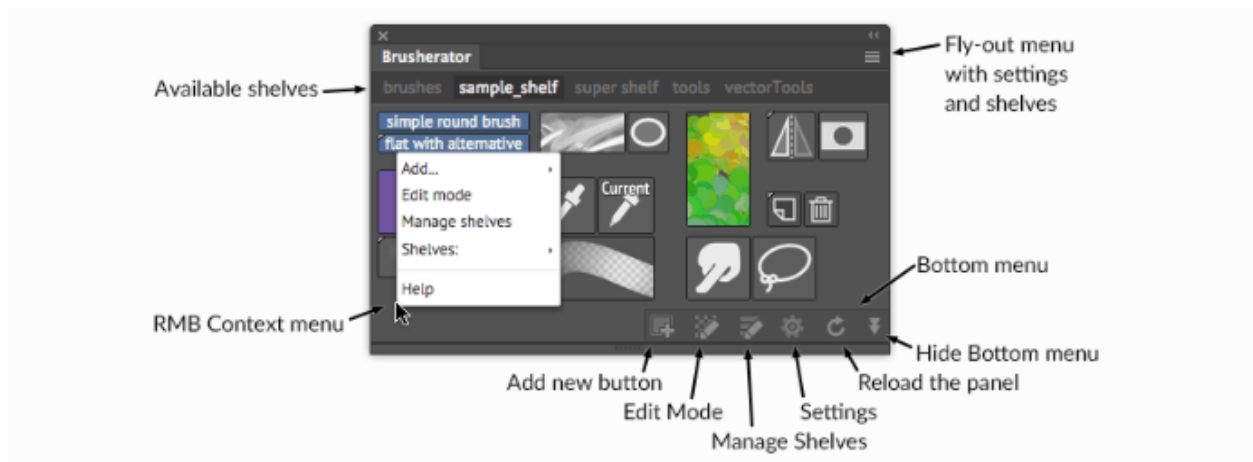 Brusherator
Fly-out menu
with settings
and shelves
Available shelves
brushes sample_shelf super shelf tools vectorTools
simple round brush
flat with alternative
Add...
Edit mode
Manage shelves
Shelves:
Help
Current
Bottom menu
RMB Context menu
Hide Bottom menu
Add new button
Reload the panel
Edit Mode
Settings
Manage Shelves